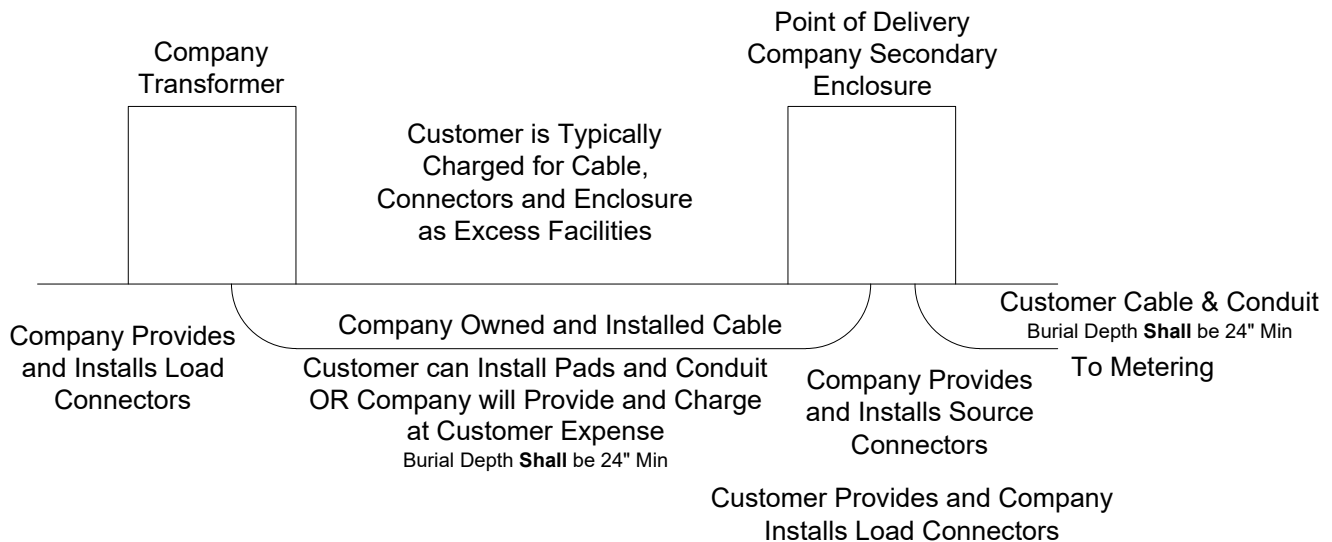 Company
Transformer
Point of Delivery
Company Secondary
Enclosure
Customer is Typically
Charged for Cable,
Connectors and Enclosure
as Excess Facilities
Company Provides
and Installs Load
Connectors
Company Owned and Installed Cable
Customer can Install Pads and Conduit
OR Company will Provide and Charge
at Customer Expense
Burial Depth Shall be 24" Min
Customer Cable & Conduit
Burial Depth Shall be 24" Min
To Metering
Company Provides
and Installs Source
Connectors
Customer Provides and Company
Installs Load Connectors